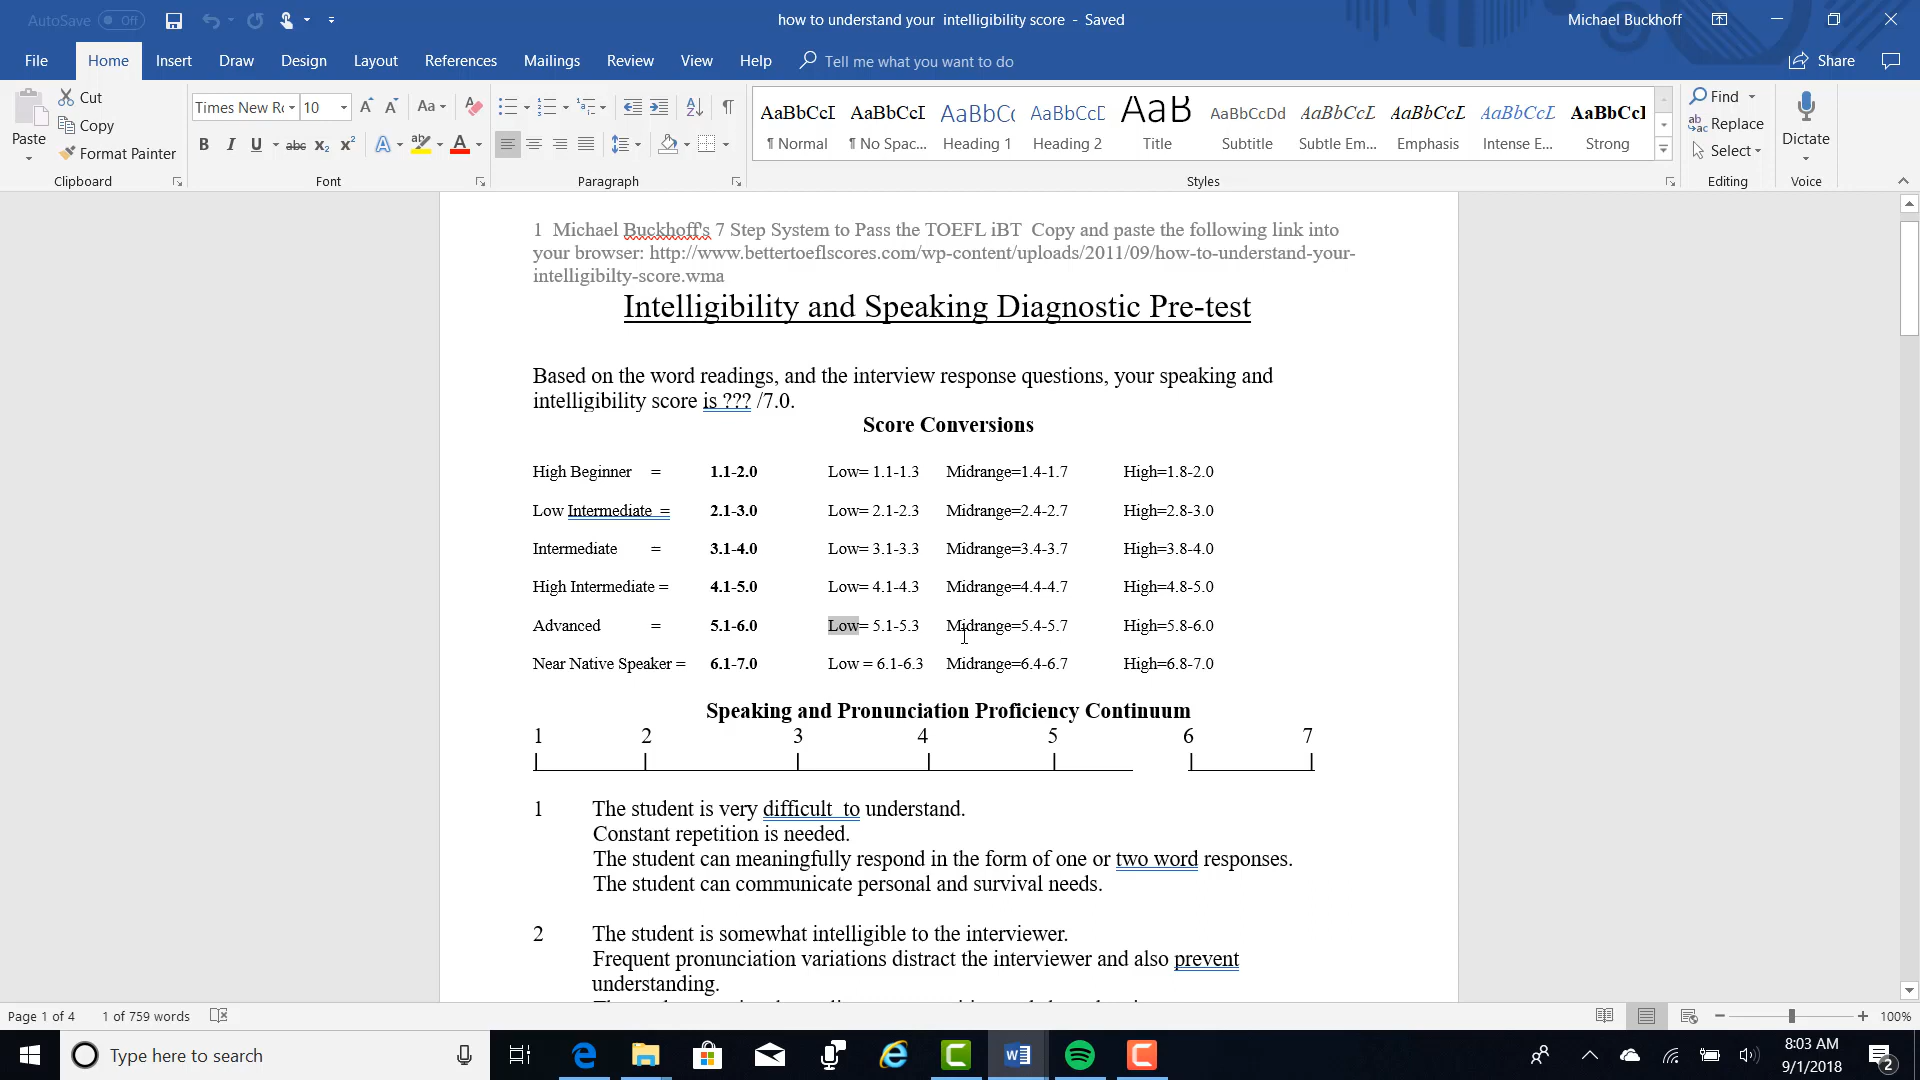 AutoSave Off how to understand your intelligibility score - Saved Michael Buckhoff
File Home Insert Draw Design Layout References Mailings Review View Help Tell me what you want to do Share
Paste Cut Copy Format Painter
Times New R 10 Aa
B I U abc x₂ x² A A
AaBbCcI AaBbCcI AaBbC AaBbCcD AaB AaBbCcDd AaBbCcL AaBbCcL AaBbCcL AaBbCcI
¶ Normal ¶ No Spac... Heading 1 Heading 2 Title Subtitle Subtle Em... Emphasis Intense E... Strong
Find Replace Select Dictate
Clipboard Font Paragraph Styles Editing Voice
1 Michael Buckhoff's 7 Step System to Pass the TOEFL iBT Copy and paste the following link into
your browser: http://www.bettertoeflscores.com/wp-content/uploads/2011/09/how-to-understand-your-
intelligibilty-score.wma
Intelligibility and Speaking Diagnostic Pre-test
Based on the word readings, and the interview response questions, your speaking and
intelligibility score is ??? /7.0.
Score Conversions
High Beginner = 1.1-2.0 Low= 1.1-1.3 Midrange=1.4-1.7 High=1.8-2.0
Low Intermediate = 2.1-3.0 Low= 2.1-2.3 Midrange=2.4-2.7 High=2.8-3.0
Intermediate = 3.1-4.0 Low= 3.1-3.3 Midrange=3.4-3.7 High=3.8-4.0
High Intermediate = 4.1-5.0 Low= 4.1-4.3 Midrange=4.4-4.7 High=4.8-5.0
Advanced = 5.1-6.0 Low= 5.1-5.3 Midrange=5.4-5.7 High=5.8-6.0
Near Native Speaker = 6.1-7.0 Low = 6.1-6.3 Midrange=6.4-6.7 High=6.8-7.0
Speaking and Pronunciation Proficiency Continuum
1 2 3 4 5 6 7
1 The student is very difficult to understand.
Constant repetition is needed.
The student can meaningfully respond in the form of one or two word responses.
The student can communicate personal and survival needs.
2 The student is somewhat intelligible to the interviewer.
Frequent pronunciation variations distract the interviewer and also prevent
understanding.
Page 1 of 4 1 of 759 words 100%
Type here to search
8:03 AM
9/1/2018
2